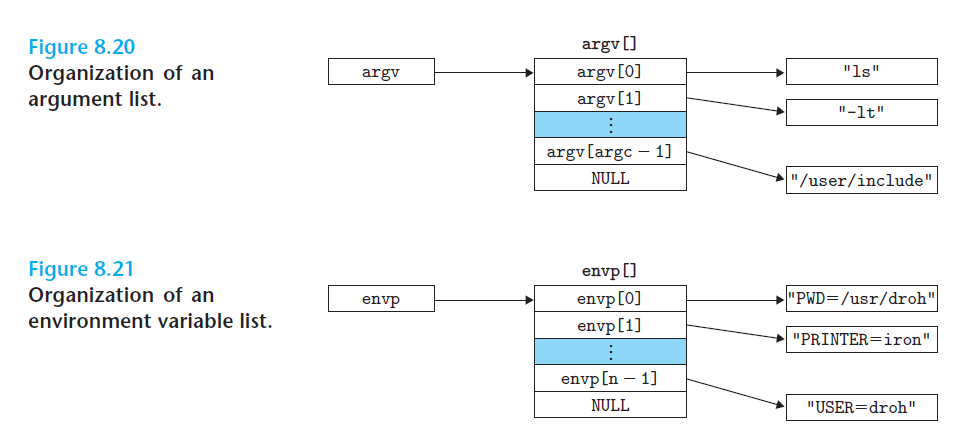 Figure 8.20
Organization of an
argument list.
argv[]
argv
argv[0]
"ls"
argv[1]
"-lt"
⋮
argv[argc − 1]
"/user/include"
NULL
Figure 8.21
Organization of an
environment variable list.
envp[]
envp
envp[0]
"PWD=/usr/droh"
envp[1]
"PRINTER=iron"
⋮
envp[n − 1]
"USER=droh"
NULL